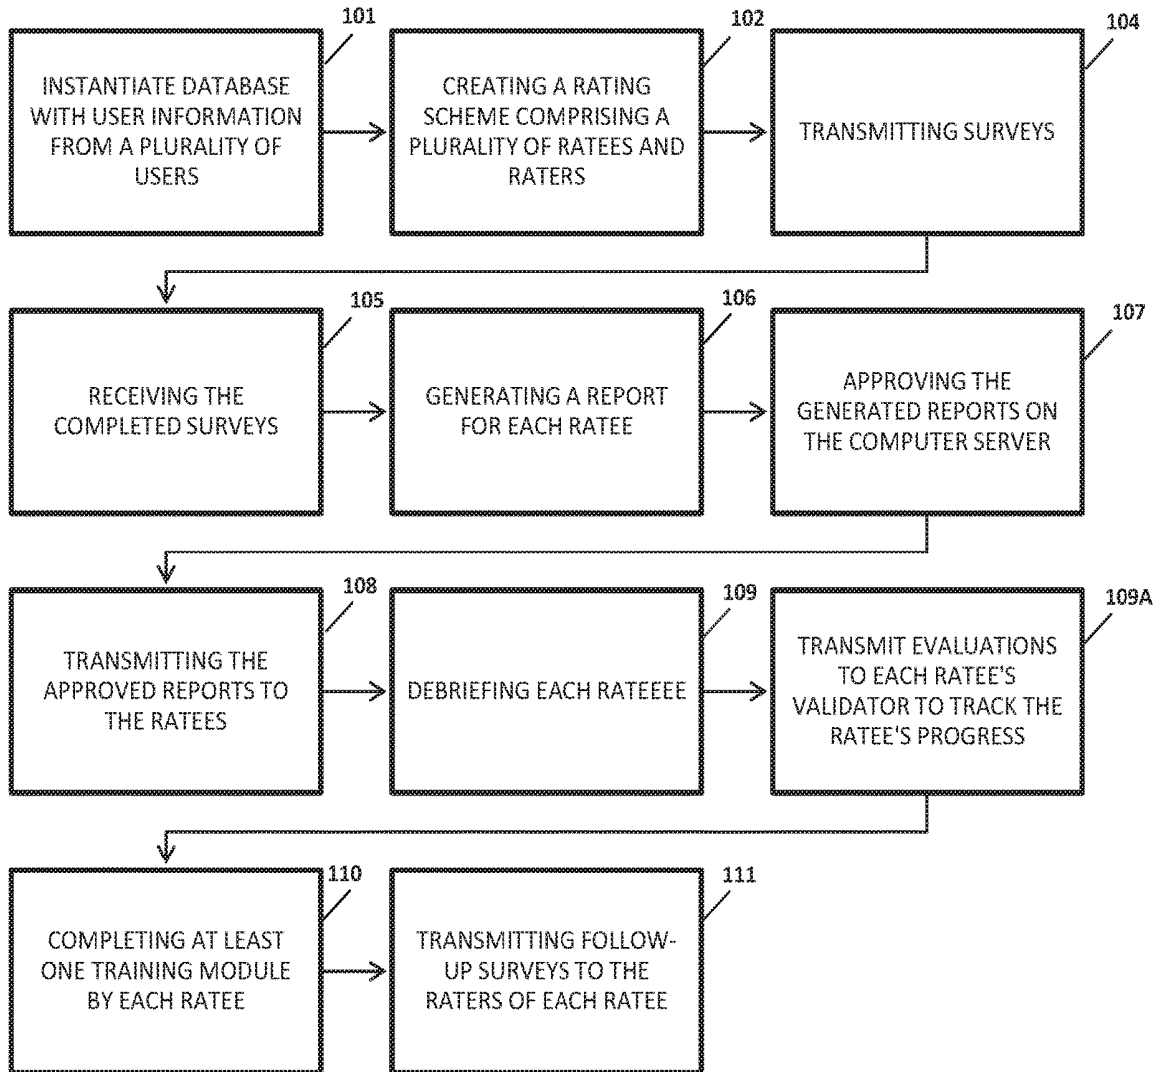 101
INSTANTIATE DATABASE
WITH USER INFORMATION
FROM A PLURALITY OF
USERS
102
CREATING A RATING
SCHEME COMPRISING A
PLURALITY OF RATEES AND
RATERS
104
TRANSMITTING SURVEYS
105
RECEIVING THE
COMPLETED SURVEYS
106
GENERATING A REPORT
FOR EACH RATEE
107
APPROVING THE
GENERATED REPORTS ON
THE COMPUTER SERVER
108
TRANSMITTING THE
APPROVED REPORTS TO
THE RATEES
109
DEBRIEFING EACH RATEEEE
109A
TRANSMIT EVALUATIONS
TO EACH RATEE'S
VALIDATOR TO TRACK THE
RATEE'S PROGRESS
110
COMPLETING AT LEAST
ONE TRAINING MODULE
BY EACH RATEE
111
TRANSMITTING FOLLOW-
UP SURVEYS TO THE
RATERS OF EACH RATEE